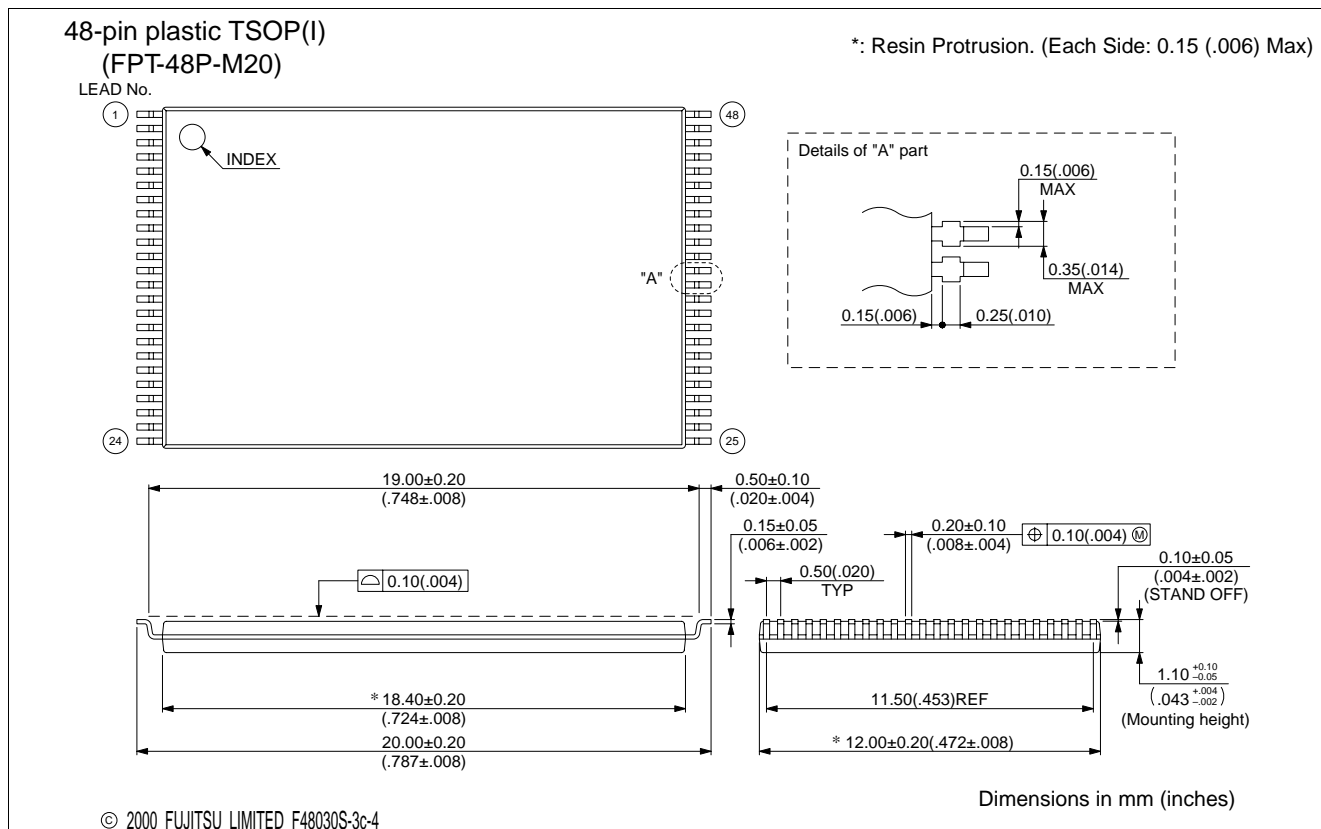 48-pin plastic TSOP(I)
(FPT-48P-M20)
*: Resin Protrusion. (Each Side: 0.15 (.006) Max)
LEAD No.
1
48
INDEX
"A"
24
25
Details of "A" part
0.15(.006)
MAX
0.35(.014)
MAX
0.15(.006)
0.25(.010)
19.00±0.20
(.748±.008)
0.50±0.10
(.020±.004)
0.15±0.05
(.006±.002)
0.20±0.10
(.008±.004)
⌖ 0.10(.004) Ⓜ
0.10±0.05
(.004±.002)
(STAND OFF)
0.50(.020)
TYP
⌓ 0.10(.004)
1.10 +0.10 –0.05
(.043 +.004 –.002)
(Mounting height)
* 18.40±0.20
(.724±.008)
11.50(.453)REF
20.00±0.20
(.787±.008)
* 12.00±0.20(.472±.008)
Dimensions in mm (inches)
© 2000 FUJITSU LIMITED F48030S-3c-4